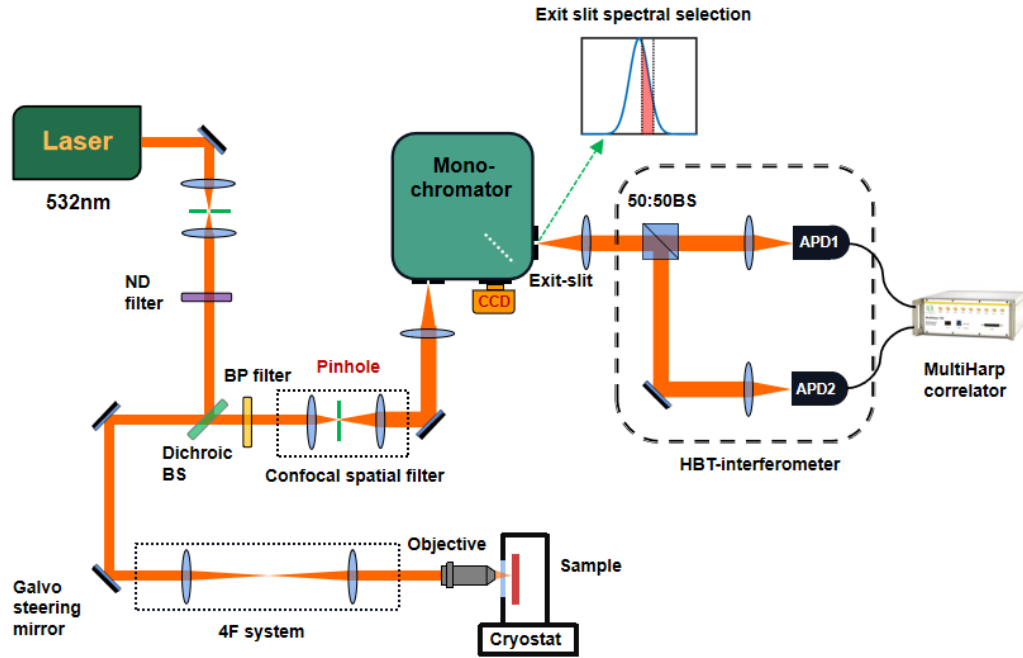 Exit slit spectral selection
Laser
532nm
Mono-
chromator
50:50BS
APD1
Exit-slit
CCD
ND
filter
Pinhole
BP filter
MultiHarp
correlator
APD2
Dichroic
BS
Confocal spatial filter
HBT-interferometer
Objective
Sample
Galvo
steering
mirror
4F system
Cryostat